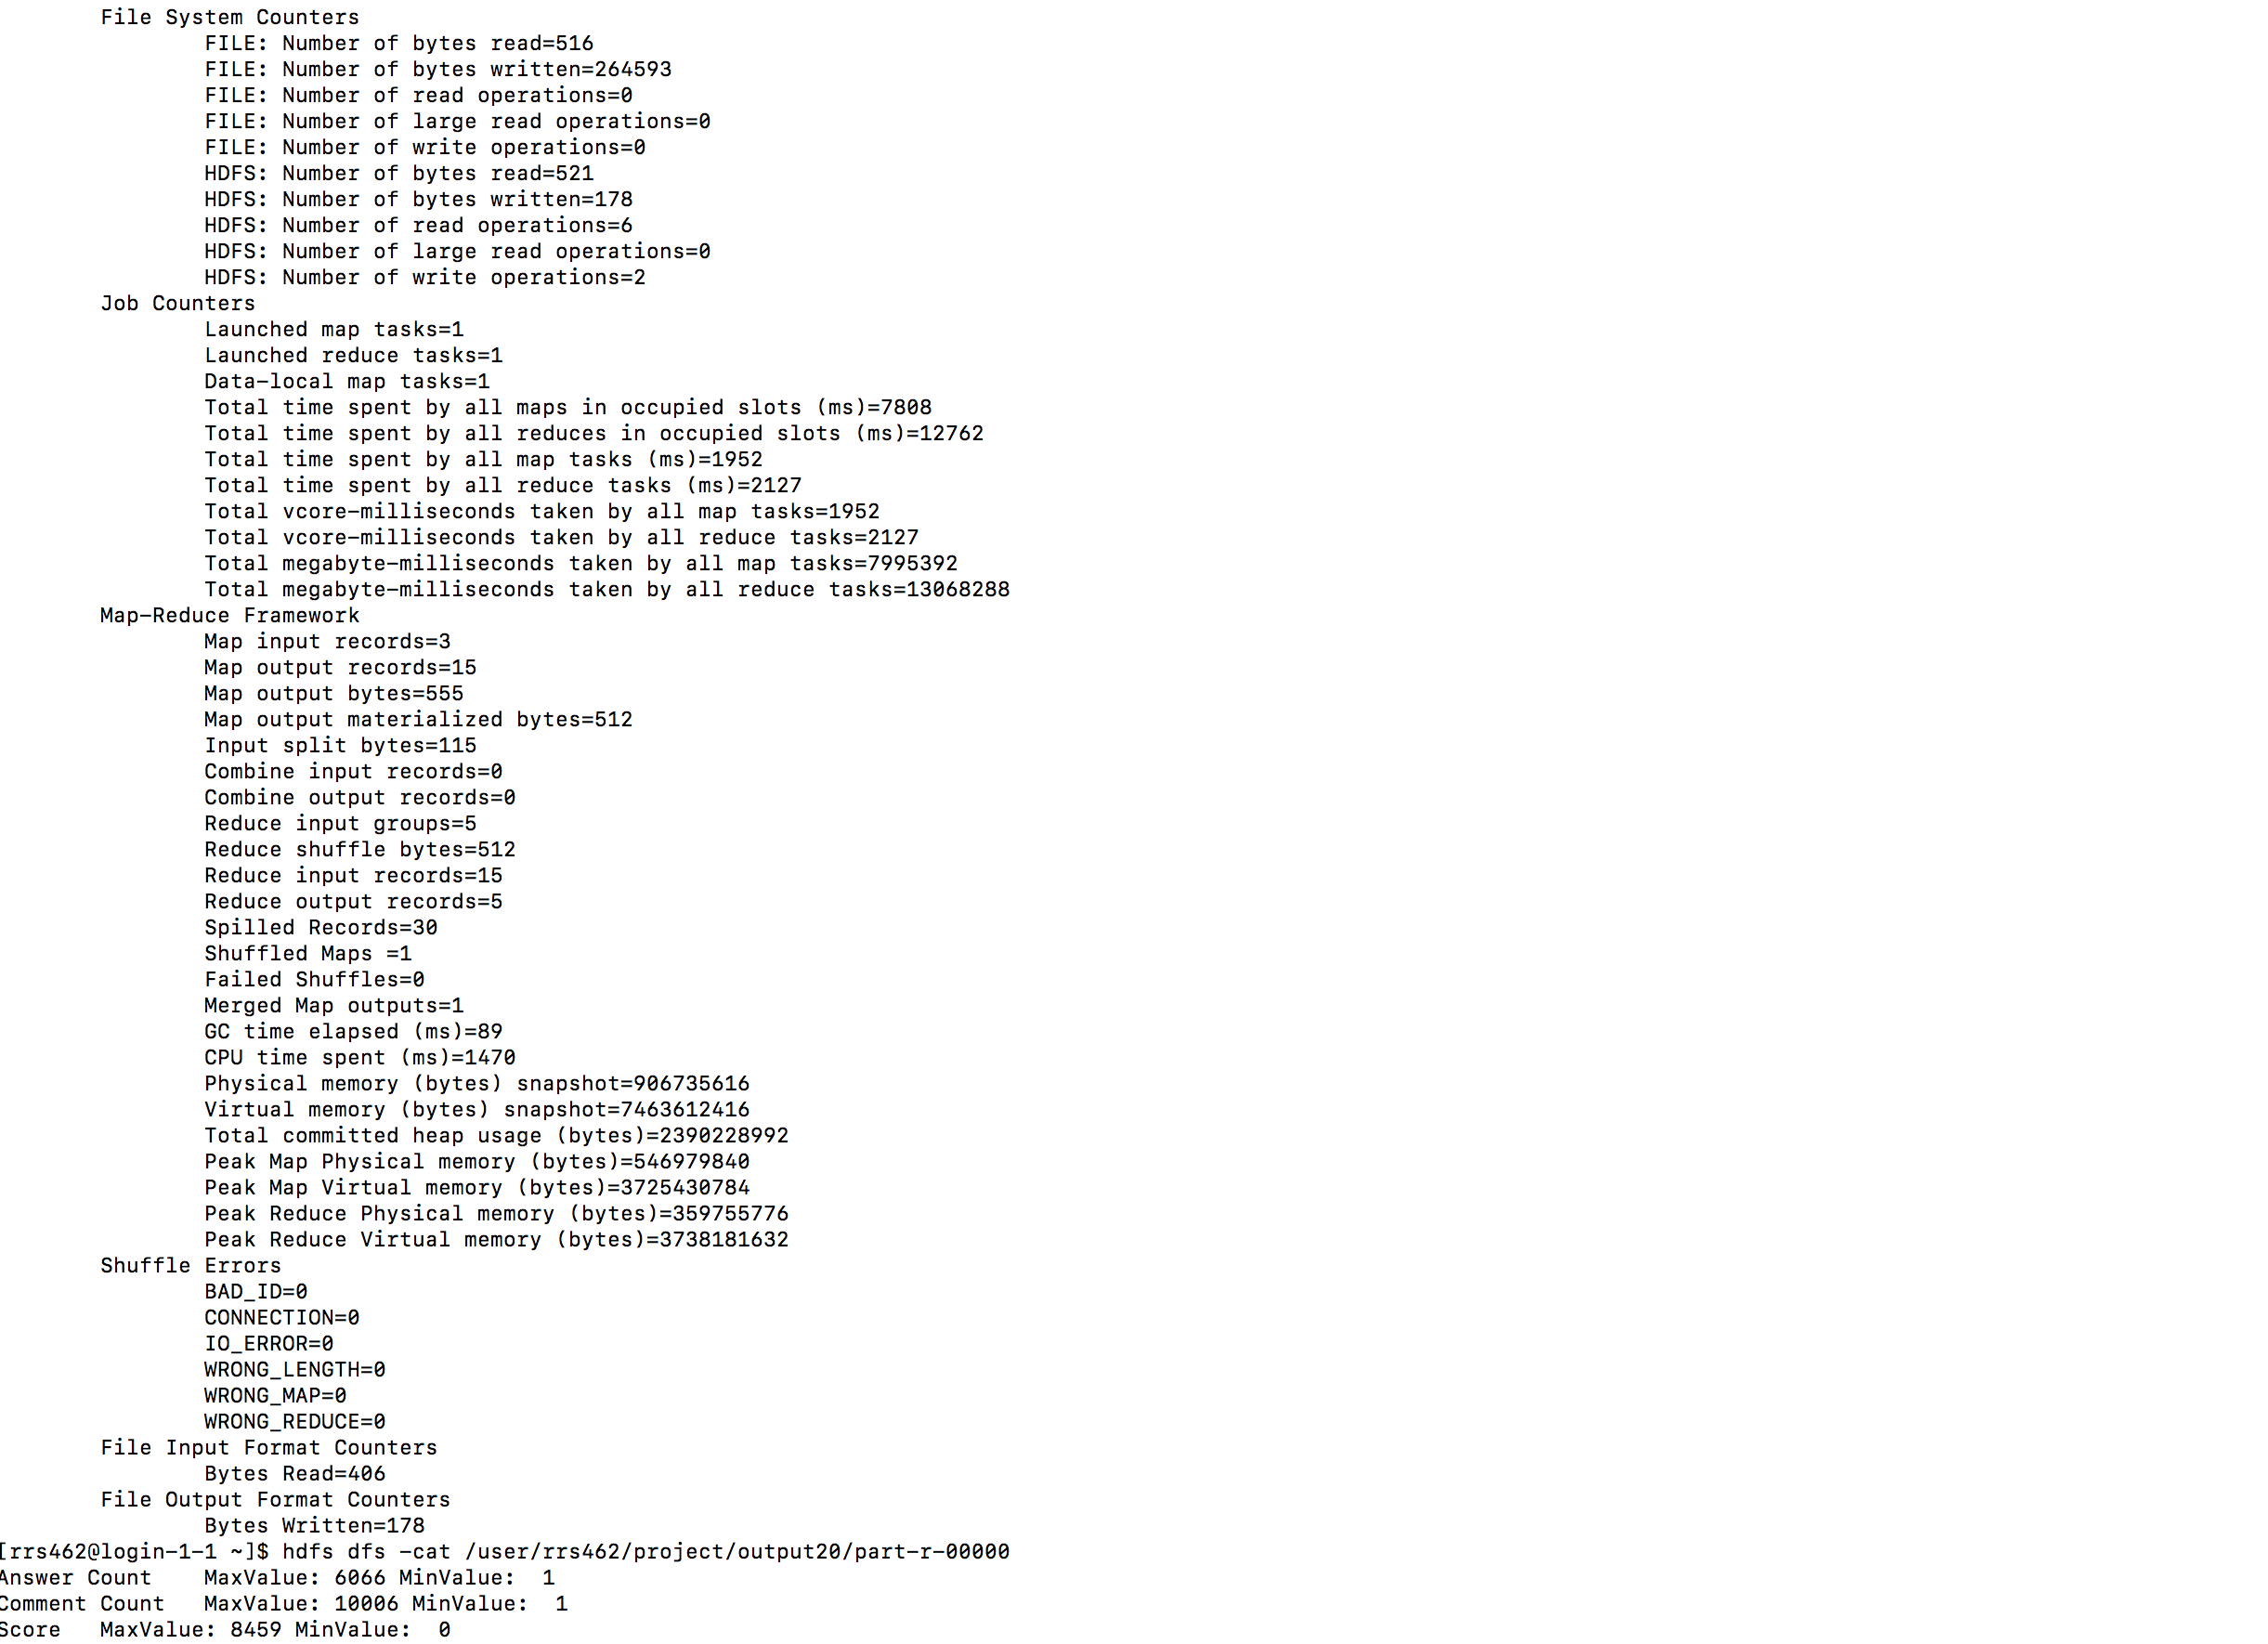 File System Counters
FILE: Number of bytes read=516
FILE: Number of bytes written=264593
FILE: Number of read operations=0
FILE: Number of large read operations=0
FILE: Number of write operations=0
HDFS: Number of bytes read=521
HDFS: Number of bytes written=178
HDFS: Number of read operations=6
HDFS: Number of large read operations=0
HDFS: Number of write operations=2
Job Counters
Launched map tasks=1
Launched reduce tasks=1
Data-local map tasks=1
Total time spent by all maps in occupied slots (ms)=7808
Total time spent by all reduces in occupied slots (ms)=12762
Total time spent by all map tasks (ms)=1952
Total time spent by all reduce tasks (ms)=2127
Total vcore-milliseconds taken by all map tasks=1952
Total vcore-milliseconds taken by all reduce tasks=2127
Total megabyte-milliseconds taken by all map tasks=7995392
Total megabyte-milliseconds taken by all reduce tasks=13068288
Map-Reduce Framework
Map input records=3
Map output records=15
Map output bytes=555
Map output materialized bytes=512
Input split bytes=115
Combine input records=0
Combine output records=0
Reduce input groups=5
Reduce shuffle bytes=512
Reduce input records=15
Reduce output records=5
Spilled Records=30
Shuffled Maps =1
Failed Shuffles=0
Merged Map outputs=1
GC time elapsed (ms)=89
CPU time spent (ms)=1470
Physical memory (bytes) snapshot=906735616
Virtual memory (bytes) snapshot=7463612416
Total committed heap usage (bytes)=2390228992
Peak Map Physical memory (bytes)=546979840
Peak Map Virtual memory (bytes)=3725430784
Peak Reduce Physical memory (bytes)=359755776
Peak Reduce Virtual memory (bytes)=3738181632
Shuffle Errors
BAD_ID=0
CONNECTION=0
IO_ERROR=0
WRONG_LENGTH=0
WRONG_MAP=0
WRONG_REDUCE=0
File Input Format Counters
Bytes Read=406
File Output Format Counters
Bytes Written=178
[rrs462@login-1-1 ~]$ hdfs dfs -cat /user/rrs462/project/output20/part-r-00000
Answer Count MaxValue: 6066 MinValue: 1
Comment Count MaxValue: 10006 MinValue: 1
Score MaxValue: 8459 MinValue: 0